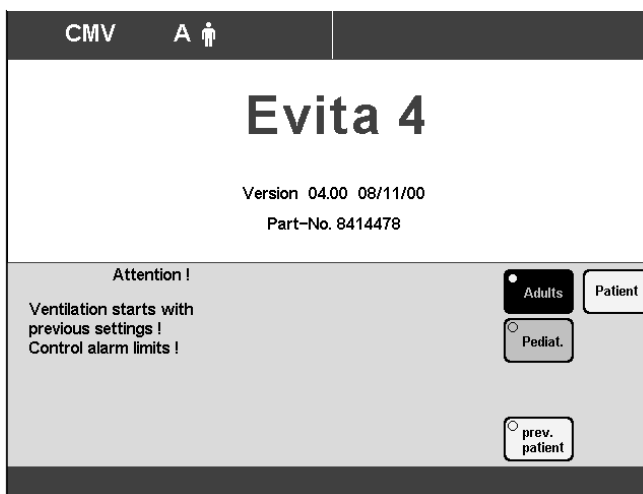 CMV A
Evita 4
Version 04.00 08/11/00
Part-No. 8414478
Attention !
Ventilation starts with
previous settings !
Control alarm limits !
Adults
Patient
Pediat.
prev.
patient